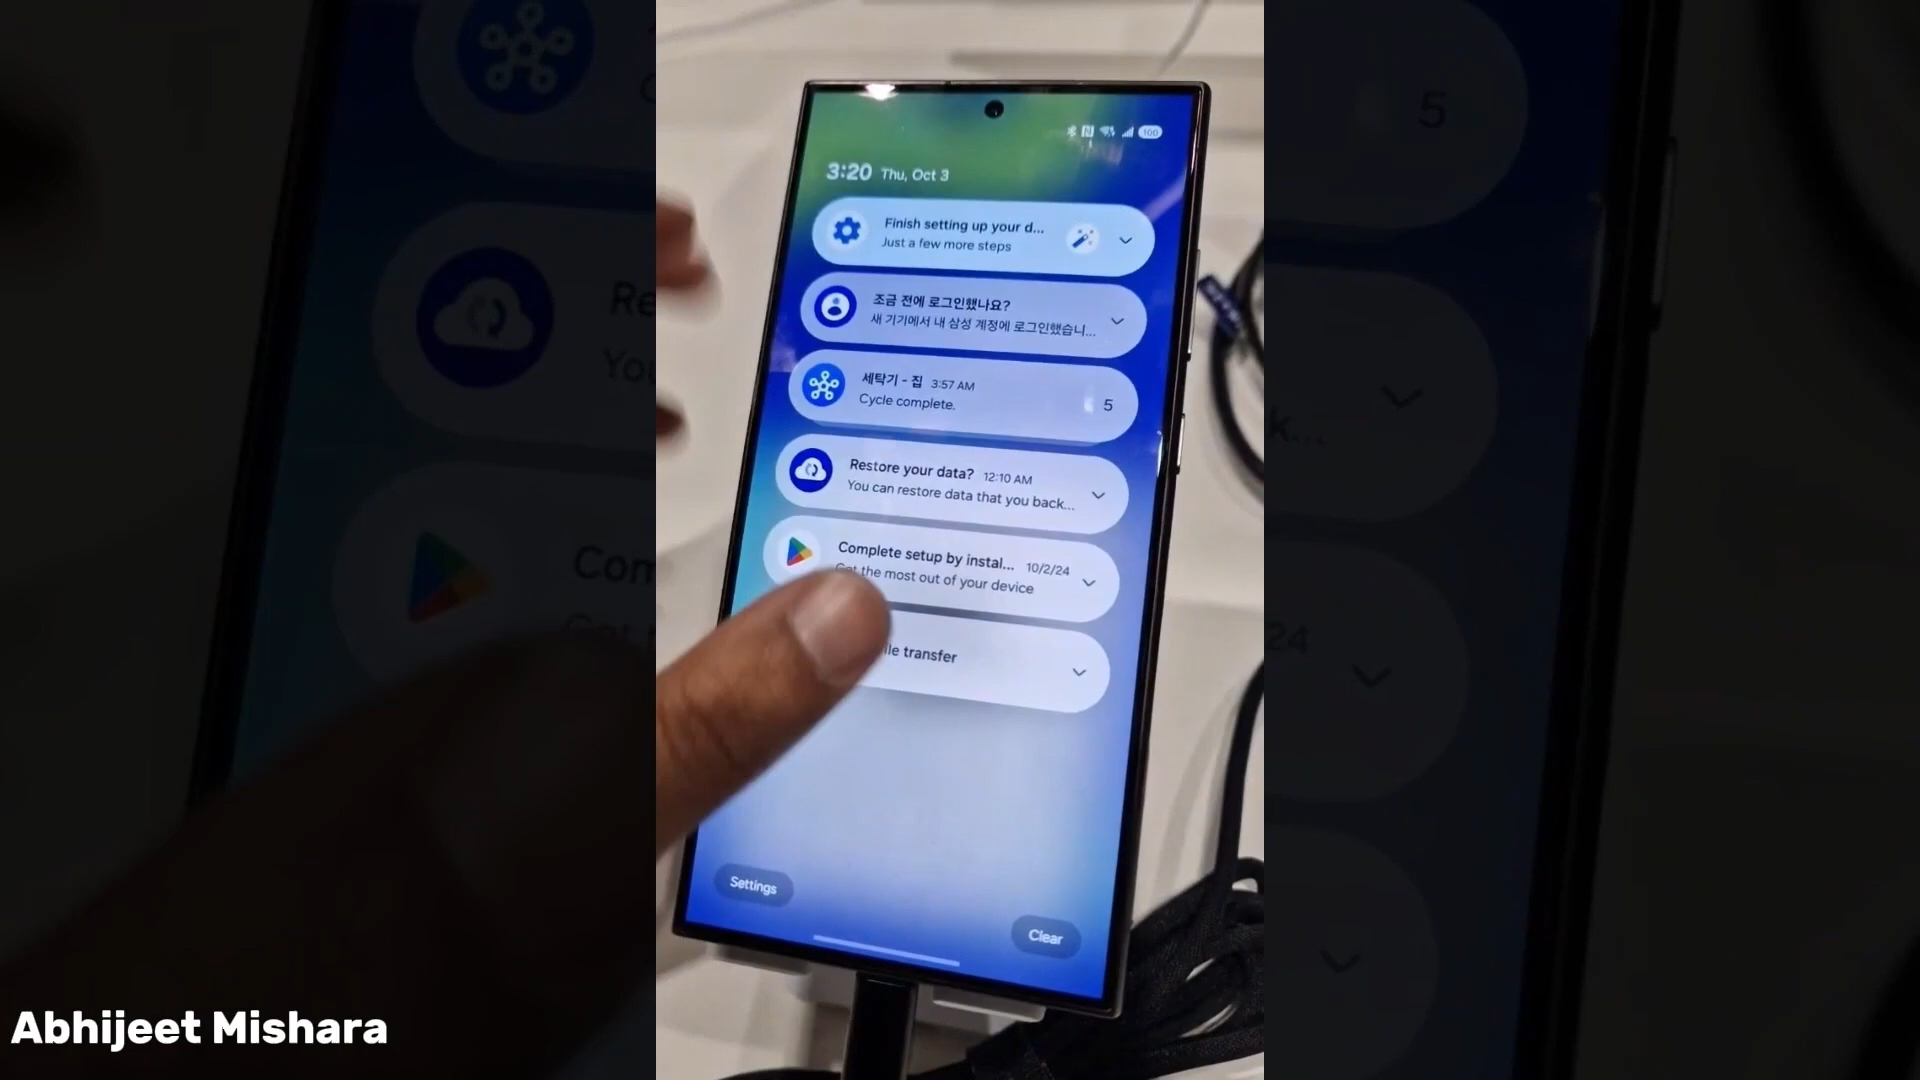 100
3:20 Thu, Oct 3
Finish setting up your d...
Just a few more steps
조금 전에 로그인했나요?
새 기기에서 내 삼성 계정에 로그인했습니...
세탁기 - 집 3:57 AM
Cycle complete.
5
Restore your data? 12:10 AM
You can restore data that you back...
Complete setup by instal... 10/2/24
Get the most out of your device
ile transfer
Settings
Clear
Abhijeet Mishara